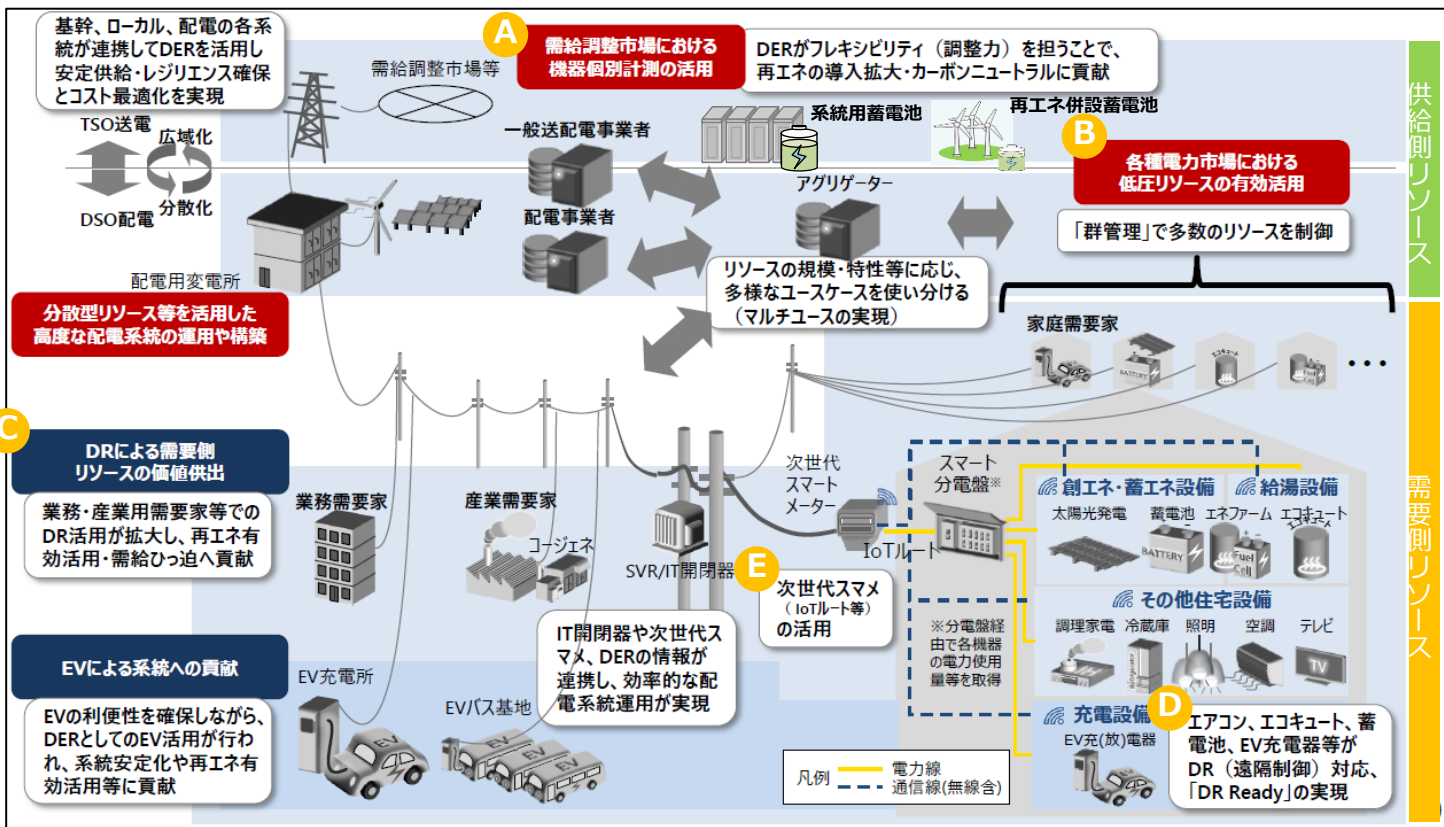 基幹、ローカル、配電の各系
統が連携してDERを活用し
安定供給・レジリエンス確保
とコスト最適化を実現
A
需給調整市場における
機器個別計測の活用
DERがフレキシビリティ（調整力）を担うことで、
再エネの導入拡大・カーボンニュートラルに貢献
需給調整市場等
系統用蓄電池
再エネ併設蓄電池
供給側リソース
TSO送電
広域化
分散化
DSO配電
一般送配電事業者
配電事業者
アグリゲーター
B
各種電力市場における
低圧リソースの有効活用
「群管理」で多数のリソースを制御
配電用変電所
リソースの規模・特性等に応じ、
多様なユースケースを使い分ける
（マルチユースの実現）
分散型リソース等を活用した
高度な配電系統の運用や構築
家庭需要家
BATTERY
エコキュート
Fuel
Cell
・・・
需要側リソース
C
DRによる需要側
リソースの価値供出
業務・産業用需要家等での
DR活用が拡大し、再エネ有
効活用・需給ひっ迫へ貢献
業務需要家
産業需要家
コージェネ
SVR/IT開閉器
次世代
スマート
メーター
IoTルート
スマート
分電盤※
創エネ・蓄エネ設備
給湯設備
太陽光発電
蓄電池
エネファーム
エコキュート
BATTERY
Fuel
Cell
エコキュート
E
次世代スマメ
（ IoTルート等）
の活用
※分電盤経
由で各機器
の電力使用
量等を取得
その他住宅設備
調理家電
冷蔵庫
照明
空調
テレビ
Refrigerator
TV
IT開閉器や次世代ス
マメ、DERの情報が
連携し、効率的な配
電系統運用が実現
EVによる系統への貢献
EVの利便性を確保しながら、
DERとしてのEV活用が行わ
れ、系統安定化や再エネ有
効活用等に貢献
EV充電所
EV
EVバス基地
EV
EV
EV
凡例
電力線
通信線(無線含)
充電設備
EV充(放)電器
D
エアコン、エコキュート、蓄
電池、EV充電器等が
DR（遠隔制御）対応、
「DR Ready」の実現